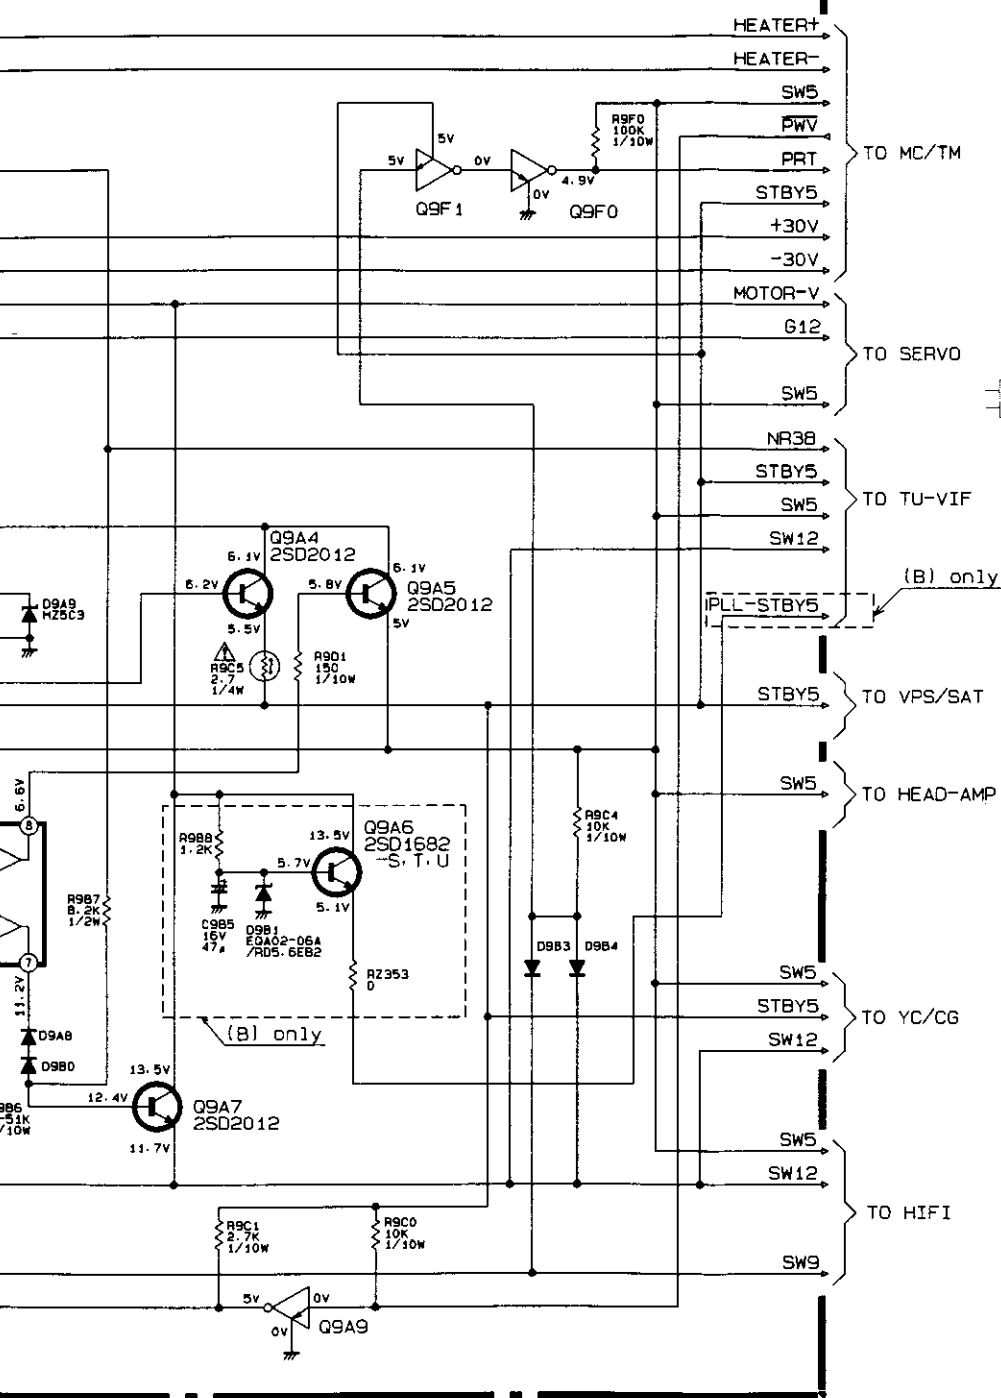 HEATER+
HEATER-
SW5
PWV
PRT
STBY5
+30V
-30V
TO MC/TM
R9F0
100K
1/10W
5V
5V
0V
4.9V
0V
Q9F1
Q9F0
MOTOR-V
G12
SW5
TO SERVO
NR38
STBY5
SW5
SW12
TO TU-VIF
(B) only
IPLL-STBY5
Q9A4
2SD2012
6.1V
6.2V
5.5V
5.8V
6.1V
Q9A5
2SD2012
5V
D9A9
HZ5C3
R9C5
2.7
1/4W
R9D1
150
1/10W
STBY5
TO VPS/SAT
6.6V
8
SW5
TO HEAD-AMP
R9B8
1.2K
13.5V
Q9A6
2SD1682
-S,T,U
5.7V
5.1V
R9C4
10K
1/10W
R9B7
8.2K
1/2W
C9B5
16V
47μ
D9B1
EQA02-06A
/RD5.6EB2
RZ353
0
D9B3
D9B4
7
11.2V
(B) only
SW5
STBY5
SW12
TO YC/CG
D9A8
D9B0
13.5V
12.4V
Q9A7
2SD2012
11.7V
9B6
-51K
/10W
SW5
SW12
SW9
TO HIFI
R9C1
2.7K
1/10W
R9C0
10K
1/10W
5V
0V
0V
Q9A9